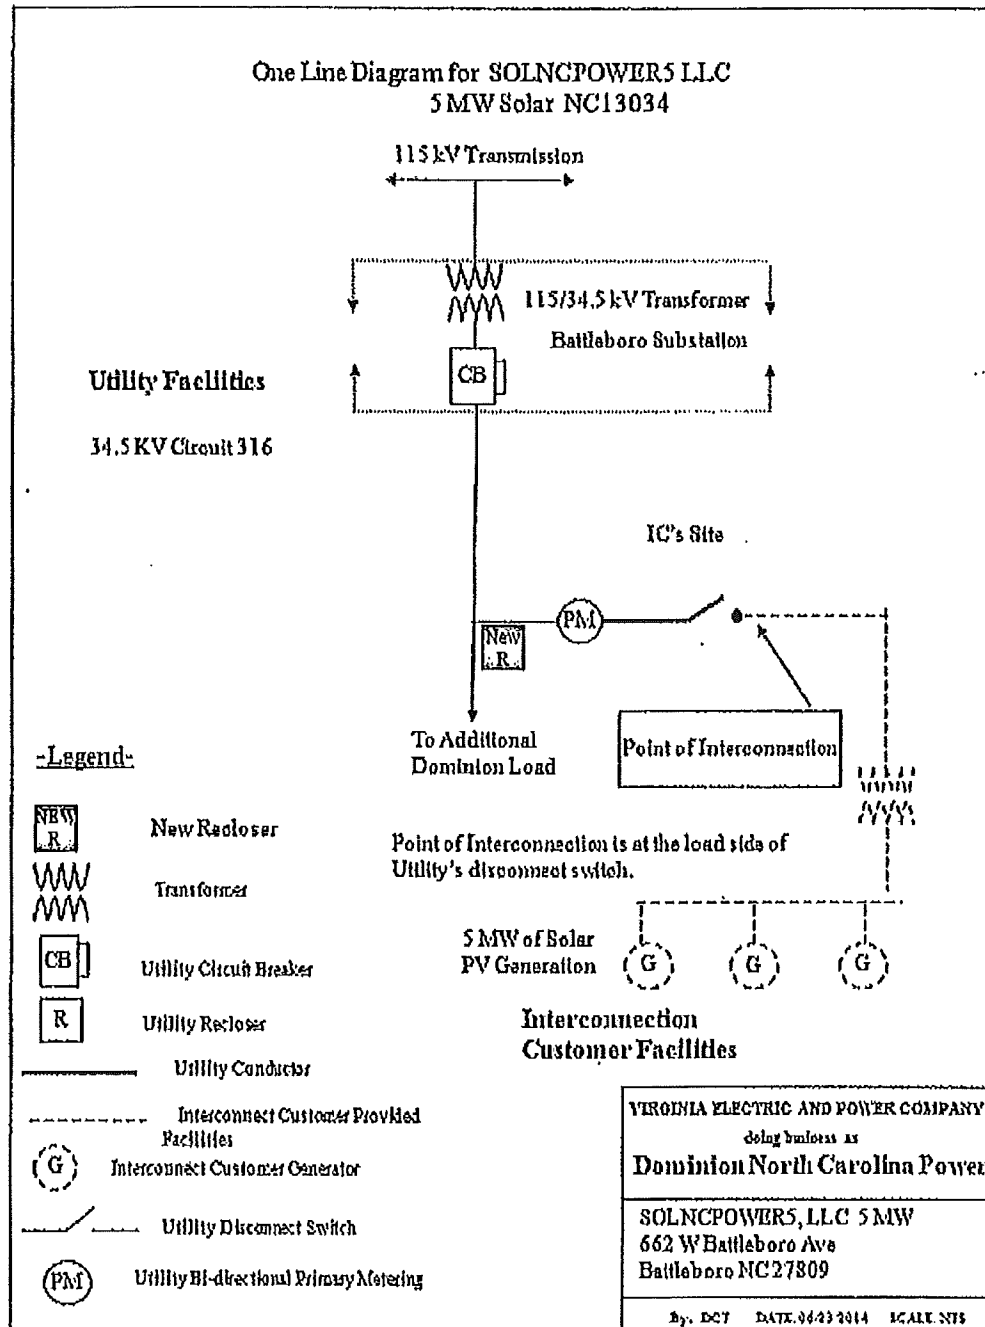 One Line Diagram for SOLNCPOWER5 LLC
5 MW Solar NC13034
115 kV Transmission
115/34.5 kV Transformer
Battleboro Substation
CB
Utility Facilities
34.5 KV Circuit 316
IC's Site
PM
New
R
To Additional
Dominion Load
Point of Interconnection
-Legend-
NEW
R
New Recloser
Transformer
CB
Utility Circuit Breaker
R
Utility Recloser
Utility Conductor
Interconnect Customer Provided
Facilities
G
Interconnect Customer Generator
Utility Disconnect Switch
PM
Utility Bi-directional Primary Metering
Point of Interconnection is at the load side of
Utility's disconnect switch.
5 MW of Solar
PV Generation
G G G
Interconnection
Customer Facilities
VIRGINIA ELECTRIC AND POWER COMPANY
doing business as
Dominion North Carolina Power
SOLNCPOWER5, LLC 5 MW
662 W Battleboro Ave
Battleboro NC 27809
By. DCT DATE. 06-23-2014 SCALE. NTS